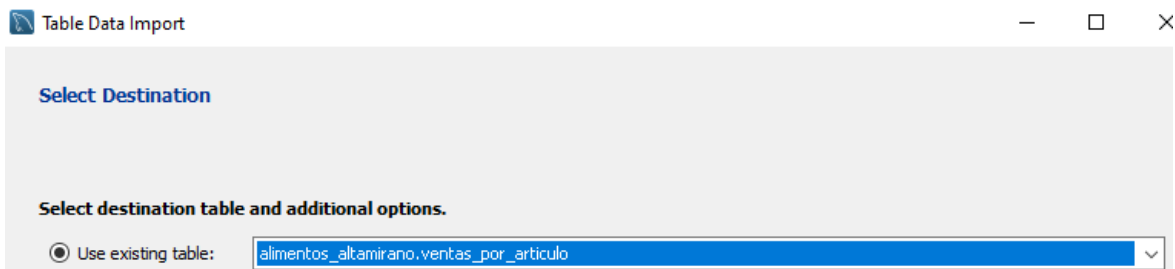 Table Data Import
Select Destination
Select destination table and additional options.
Use existing table: alimentos_altamirano.ventas_por_articulo